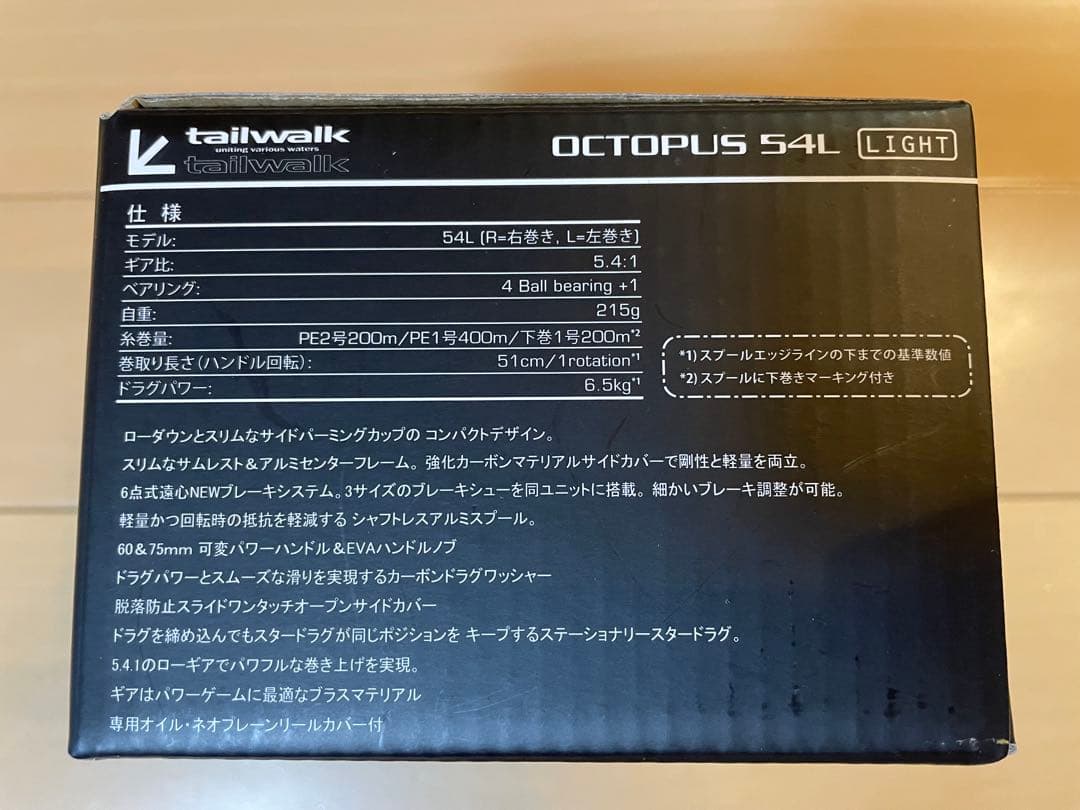 tailwalk
uniting various waters
tailwalk
OCTOPUS 54L LIGHT
仕 様
モデル: 54L (R=右巻き, L=左巻き)
ギア比: 5.4:1
ベアリング: 4 Ball bearing +1
自重: 215g
糸巻量: PE2号200m/PE1号400m/下巻1号200m*2
巻取り長さ(ハンドル回転): 51cm/1rotation*1
ドラグパワー: 6.5kg*1
*1) スプールエッジラインの下までの基準数値
*2) スプールに下巻きマーキング付き
ローダウンとスリムなサイドパーミングカップの コンパクトデザイン。
スリムなサムレスト&アルミセンターフレーム。強化カーボンマテリアルサイドカバーで剛性と軽量を両立。
6点式遠心NEWブレーキシステム。3サイズのブレーキシューを同ユニットに搭載。細かいブレーキ調整が可能。
軽量かつ回転時の抵抗を軽減する シャフトレスアルミスプール。
60&75mm 可変パワーハンドル&EVAハンドルノブ
ドラグパワーとスムーズな滑りを実現するカーボンドラグワッシャー
脱落防止スライドワンタッチオープンサイドカバー
ドラグを締め込んでもスタードラグが同じポジションを キープするステーショナリースタードラグ。
5.4.1のローギアでパワフルな巻き上げを実現。
ギアはパワーゲームに最適なブラスマテリアル
専用オイル・ネオプレーンリールカバー付